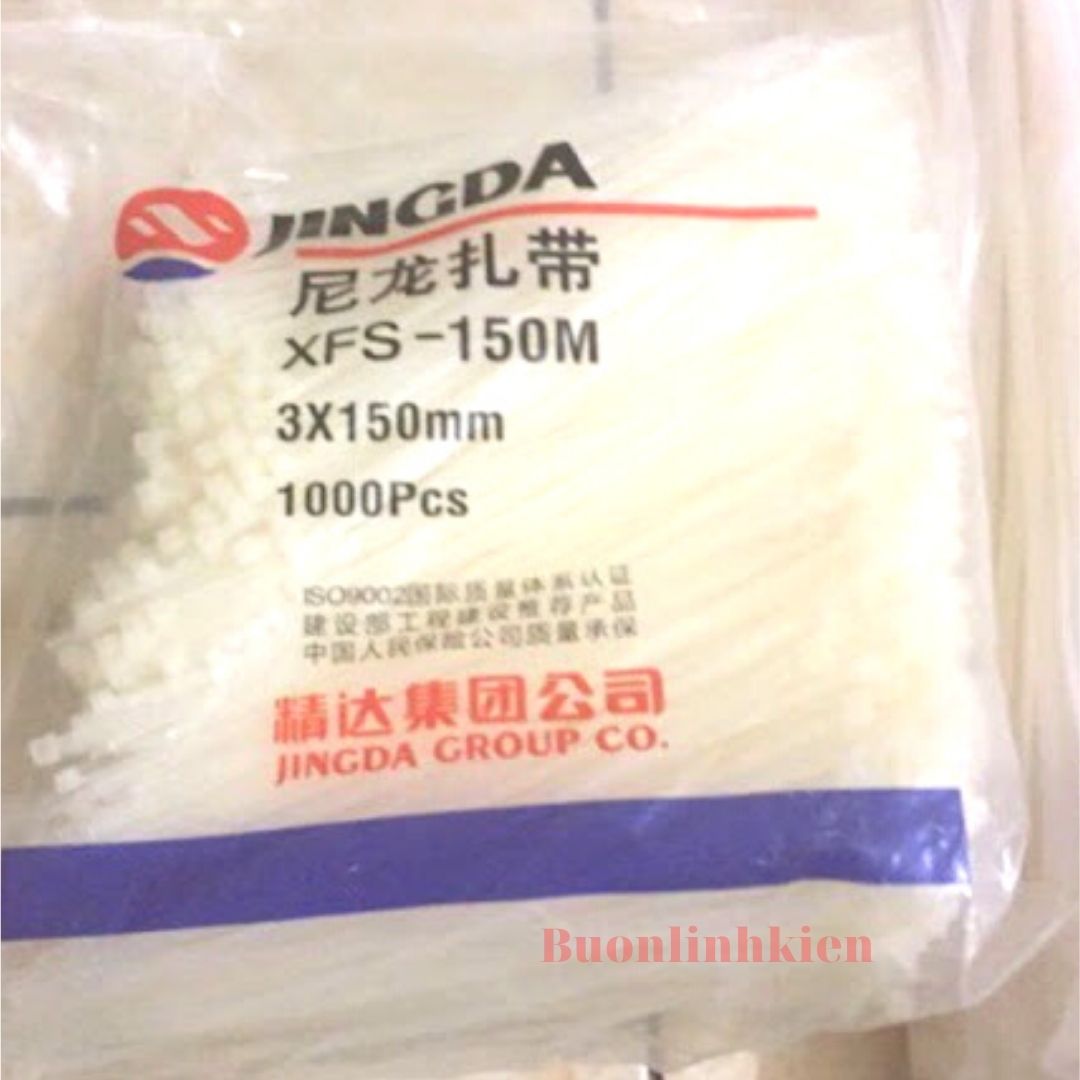 JINGDA
尼龙扎带
XFS-150M
3X150mm
1000Pcs
ISO9002国际质量体系认证
建设部工程建设推荐产品
中国人民保险公司质量承保
精达集团公司
JINGDA GROUP CO.
Buonlinhkien